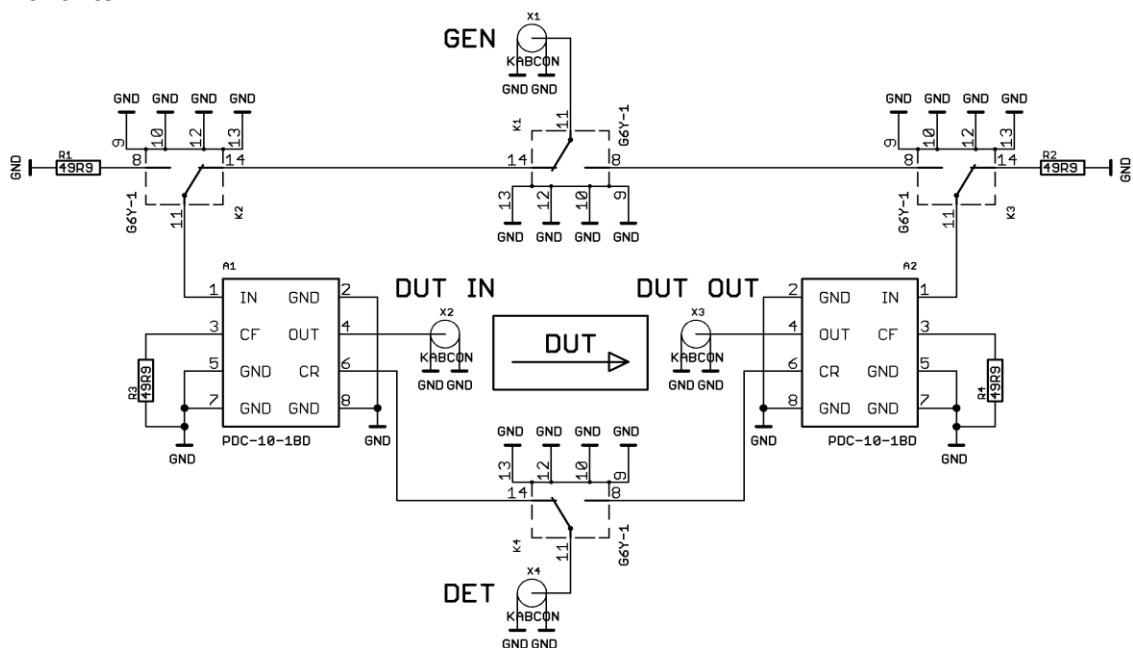 X1
GEN
KABCON
GND GND
GND GND GND GND
9 10 12 13
K1
11
G6Y-1
GND GND GND GND
9 10 12 13
GND
R1
49R9
8
14
14
8
8
14
R2
49R9
GND
11
G6Y-1
K2
13 12 10 9
GND GND GND GND
G6Y-1
11
K3
A1
1 IN GND 2
3 CF OUT 4
5 GND CR 6
7 GND GND 8
PDC-10-1BD
R3
49R9
GND
GND
DUT IN
X2
KABCON
GND GND
DUT
DUT OUT
X3
KABCON
GND GND
A2
2 GND IN 1
4 OUT CF 3
6 CR GND 5
8 GND GND 7
PDC-10-1BD
R4
49R9
GND
GND
GND GND GND GND
13 12 10 9
14
8
K4
11
G6Y-1
X4
DET
KABCON
GND GND